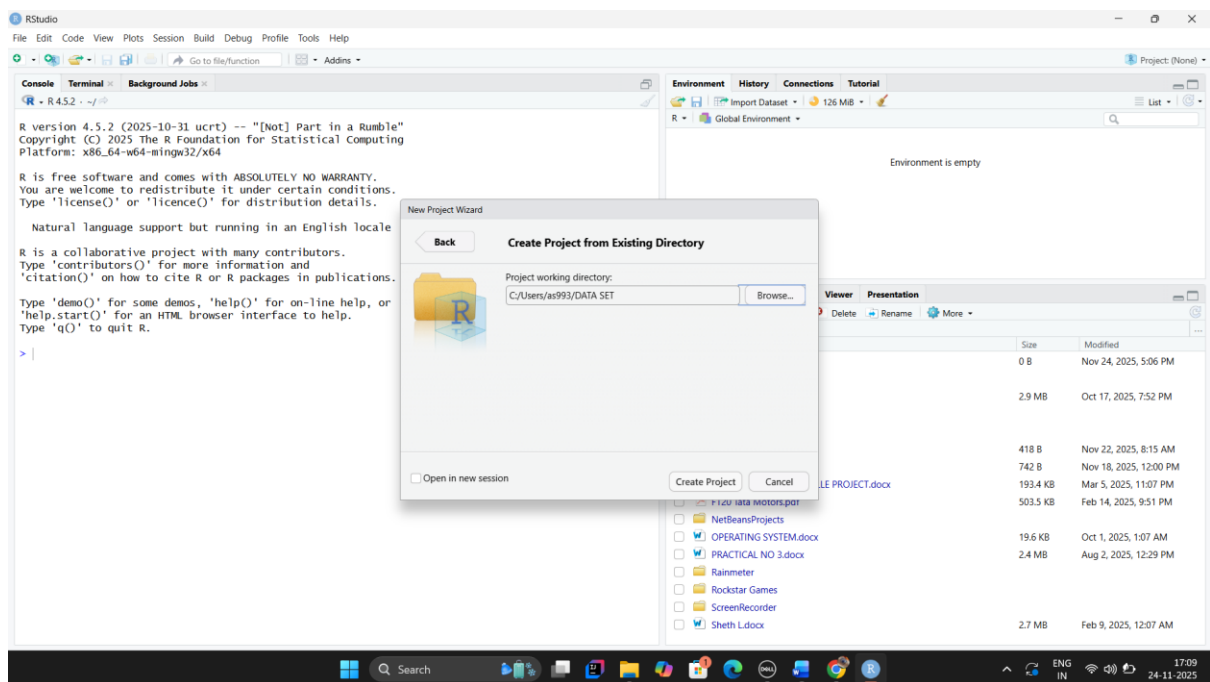 RStudio
File Edit Code View Plots Session Build Debug Profile Tools Help
Go to file/function Addins Project: (None)
Console Terminal Background Jobs
R 4.5.2 · ~/
R version 4.5.2 (2025-10-31 ucrt) -- "[Not] Part in a Rumble"
Copyright (C) 2025 The R Foundation for Statistical Computing
Platform: x86_64-w64-mingw32/x64
R is free software and comes with ABSOLUTELY NO WARRANTY.
You are welcome to redistribute it under certain conditions.
Type 'license()' or 'licence()' for distribution details.
Natural language support but running in an English locale
R is a collaborative project with many contributors.
Type 'contributors()' for more information and
'citation()' on how to cite R or R packages in publications.
Type 'demo()' for some demos, 'help()' for on-line help, or
'help.start()' for an HTML browser interface to help.
Type 'q()' to quit R.
>
Environment History Connections Tutorial
Import Dataset 126 MiB List
R Global Environment
Environment is empty
New Project Wizard
Back Create Project from Existing Directory
Project working directory:
C:/Users/as993/DATA SET Browse...
Open in new session Create Project Cancel
Viewer Presentation
Delete Rename More
Size Modified
0 B Nov 24, 2025, 5:06 PM
2.9 MB Oct 17, 2025, 7:52 PM
418 B Nov 22, 2025, 8:15 AM
742 B Nov 18, 2025, 12:00 PM
LE PROJECT.docx 193.4 KB Mar 5, 2025, 11:07 PM
F120 Tata Motors.pdf 503.5 KB Feb 14, 2025, 9:51 PM
NetBeansProjects
OPERATING SYSTEM.docx 19.6 KB Oct 1, 2025, 1:07 AM
PRACTICAL NO 3.docx 2.4 MB Aug 2, 2025, 12:29 PM
Rainmeter
Rockstar Games
ScreenRecorder
Sheth L.docx 2.7 MB Feb 9, 2025, 12:07 AM
Search
ENG
IN
17:09
24-11-2025